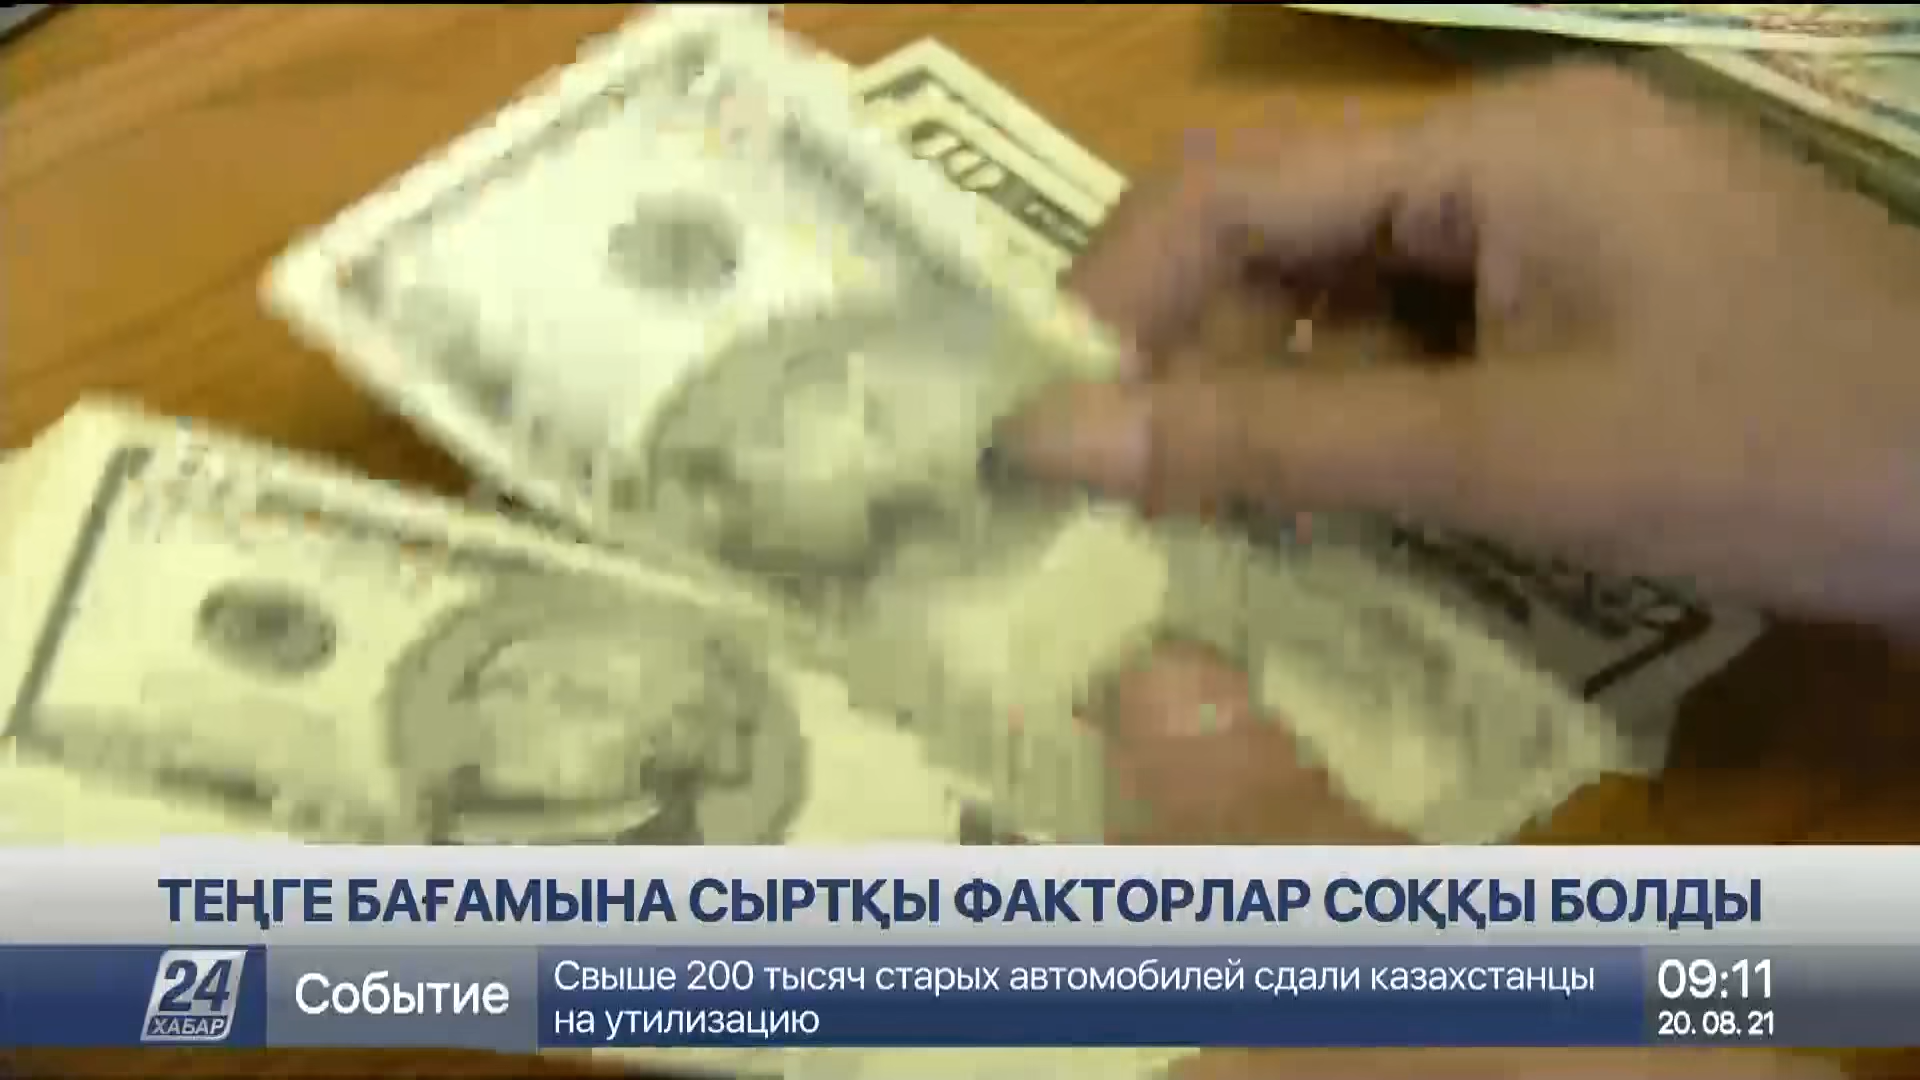 ТЕҢГЕ БАҒАМЫНА СЫРТҚЫ ФАКТОРЛАР СОҚҚЫ БОЛДЫ
24
ХАБАР
Событие
Свыше 200 тысяч старых автомобилей сдали казахстанцы
на утилизацию
09:11
20. 08. 21